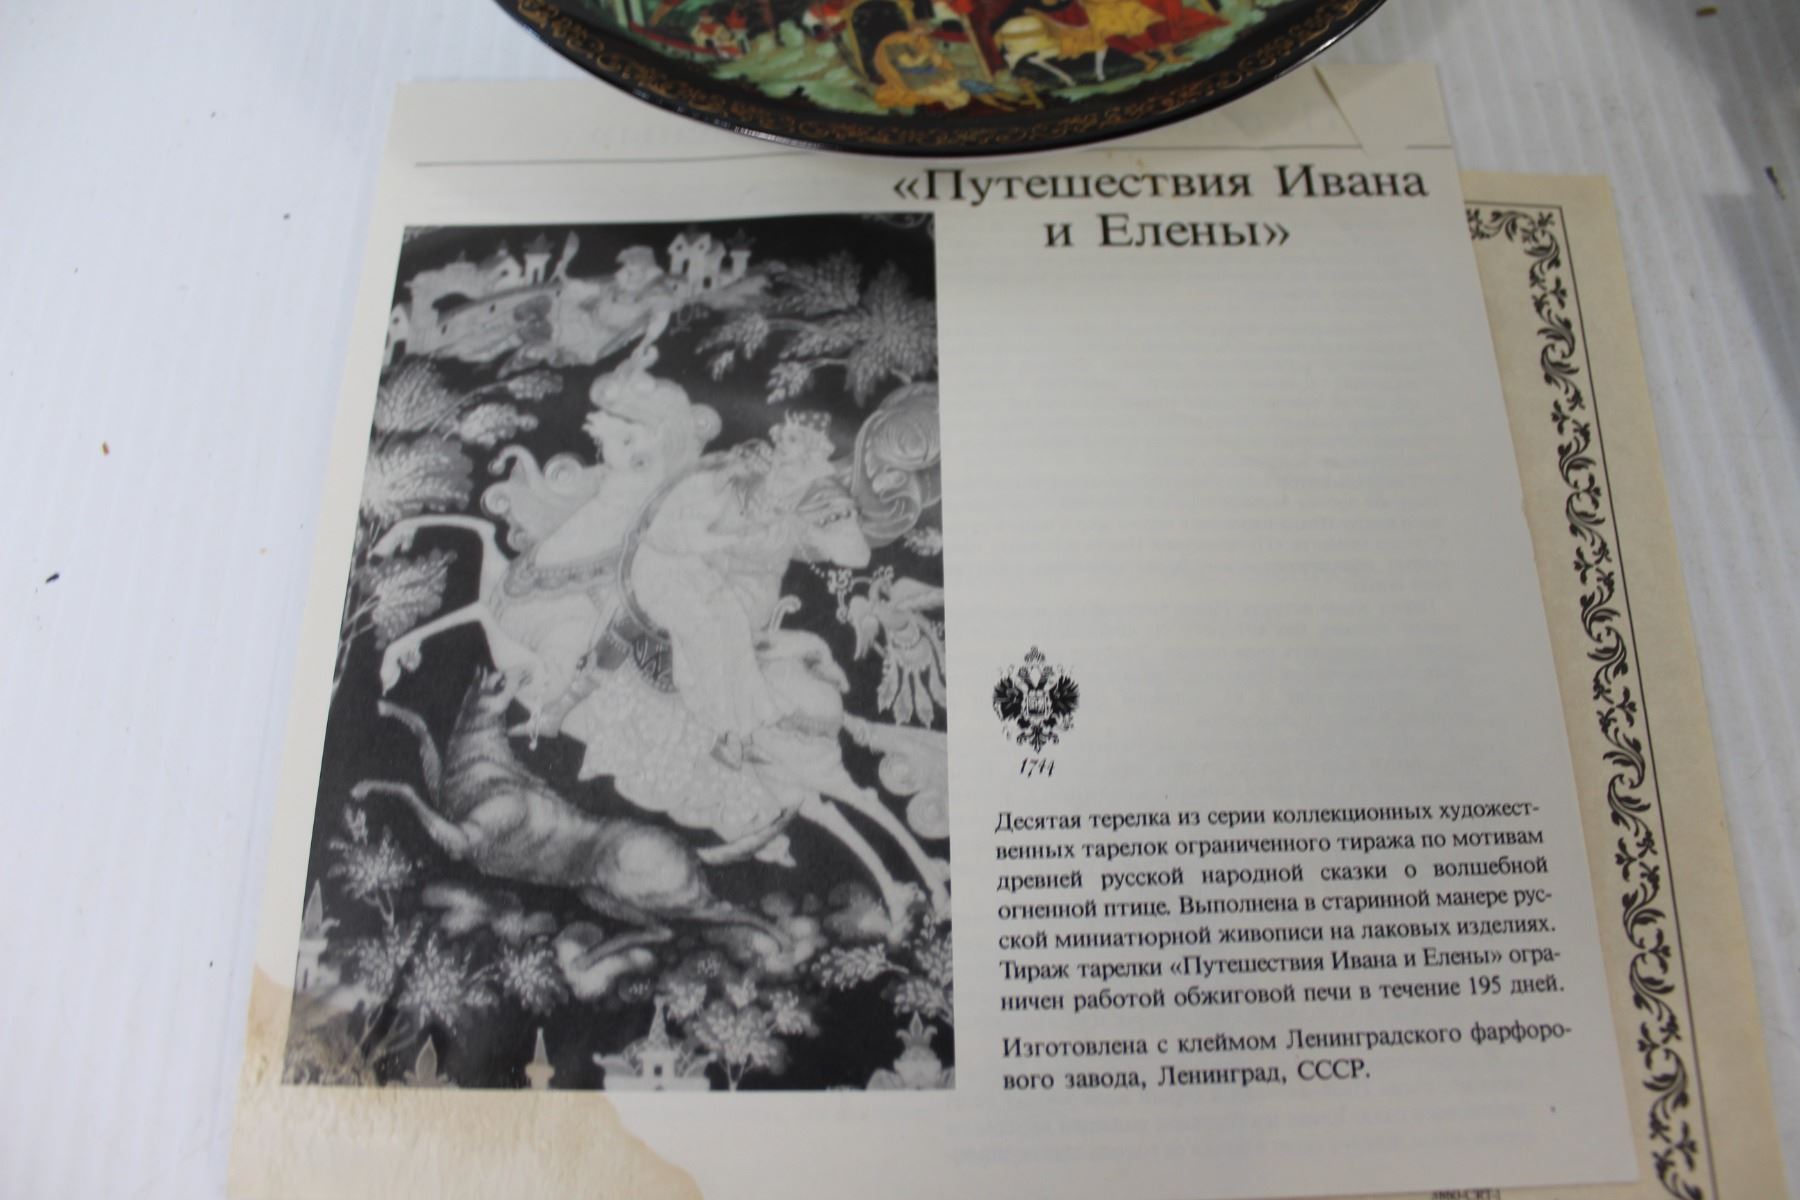 «Путешествия Ивана
и Елены»
1744
Десятая терелка из серии коллекционных художест-
венных тарелок ограниченного тиража по мотивам
древней русской народной сказки о волшебной
огненной птице. Выполнена в старинной манере рус-
ской миниатюрной живописи на лаковых изделиях.
Тираж тарелки «Путешествия Ивана и Елены» огра-
ничен работой обжиговой печи в течение 195 дней.
Изготовлена с клеймом Ленинградского фарфоро-
вого завода, Ленинград, СССР.